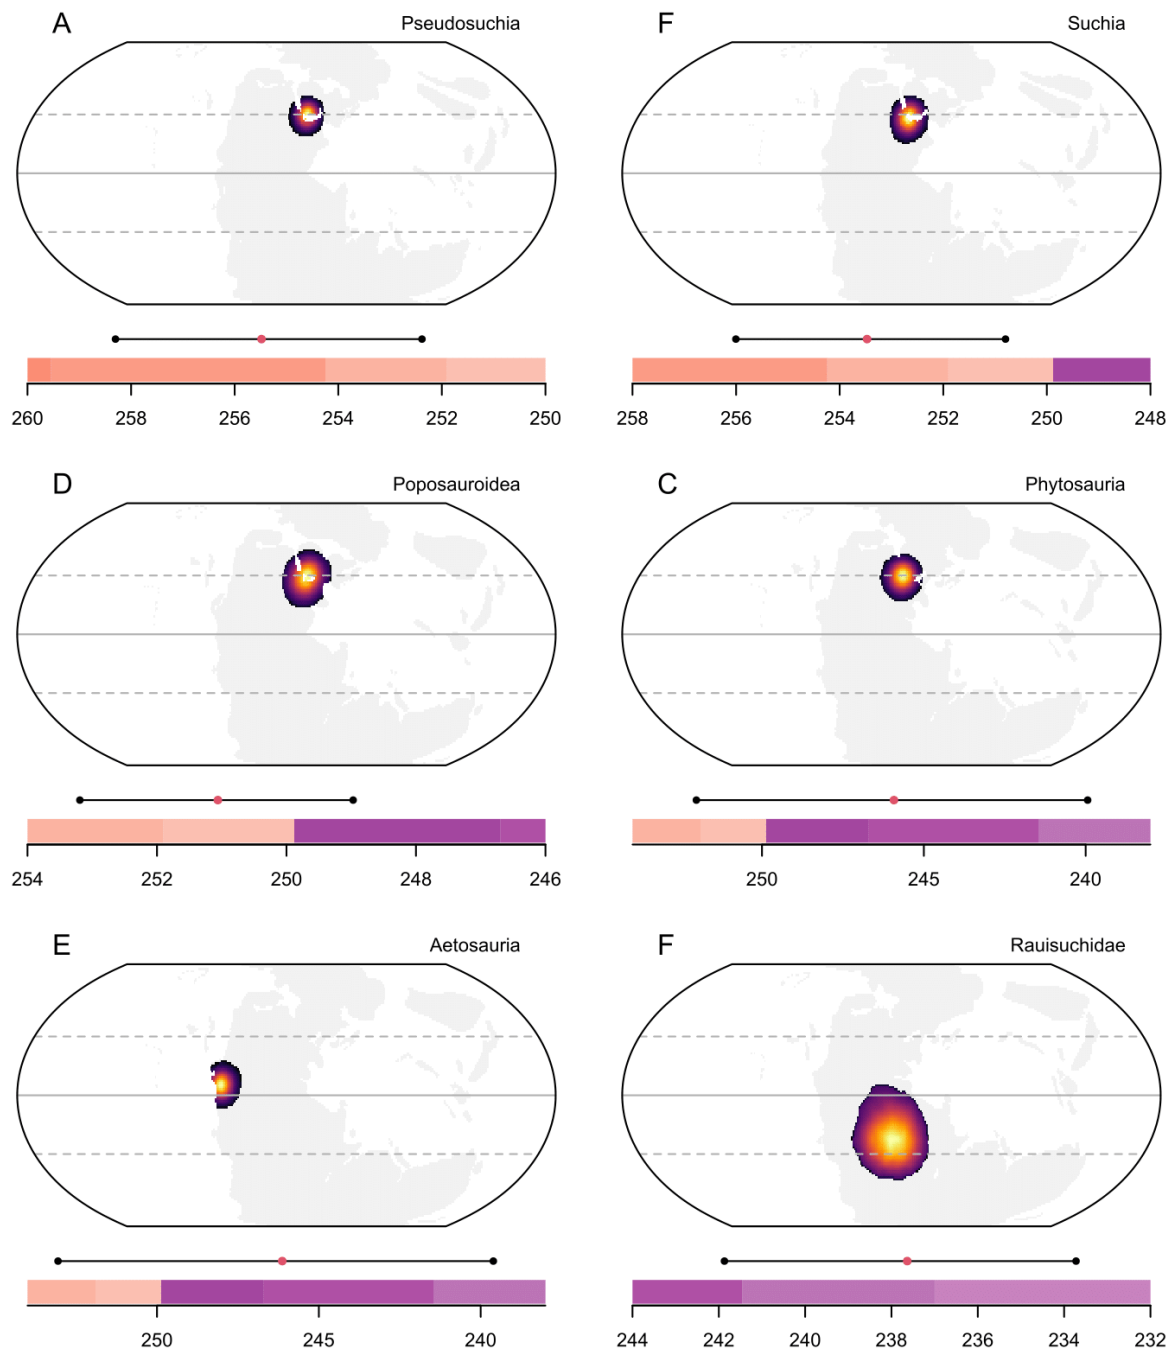 A Pseudosuchia
F Suchia
260 258 256 254 252 250
258 256 254 252 250 248
D Poposauroidea
C Phytosauria
254 252 250 248 246
250 245 240
E Aetosauria
F Rauisuchidae
250 245 240
244 242 240 238 236 234 232